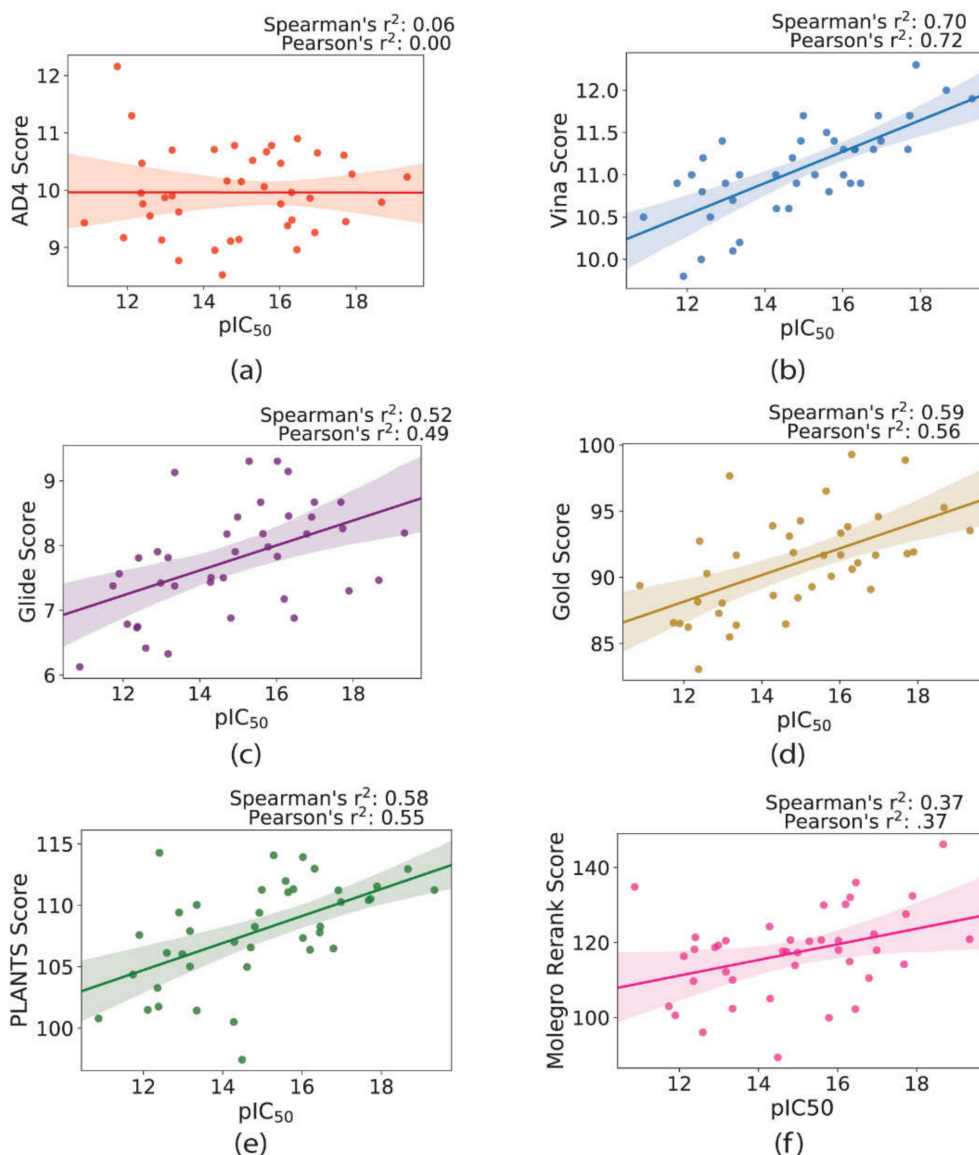 Spearman's r²: 0.06
Pearson's r²: 0.00
AD4 Score
12
11
10
9
12 14 16 18
pIC₅₀
(a)
Spearman's r²: 0.70
Pearson's r²: 0.72
Vina Score
12.0
11.5
11.0
10.5
10.0
12 14 16 18
pIC₅₀
(b)
Spearman's r²: 0.52
Pearson's r²: 0.49
Glide Score
9
8
7
6
12 14 16 18
pIC₅₀
(c)
Spearman's r²: 0.59
Pearson's r²: 0.56
Gold Score
100
95
90
85
12 14 16 18
pIC₅₀
(d)
Spearman's r²: 0.58
Pearson's r²: 0.55
PLANTS Score
115
110
105
100
12 14 16 18
pIC₅₀
(e)
Spearman's r²: 0.37
Pearson's r²: .37
Molegro Rerank Score
140
120
100
12 14 16 18
pIC50
(f)